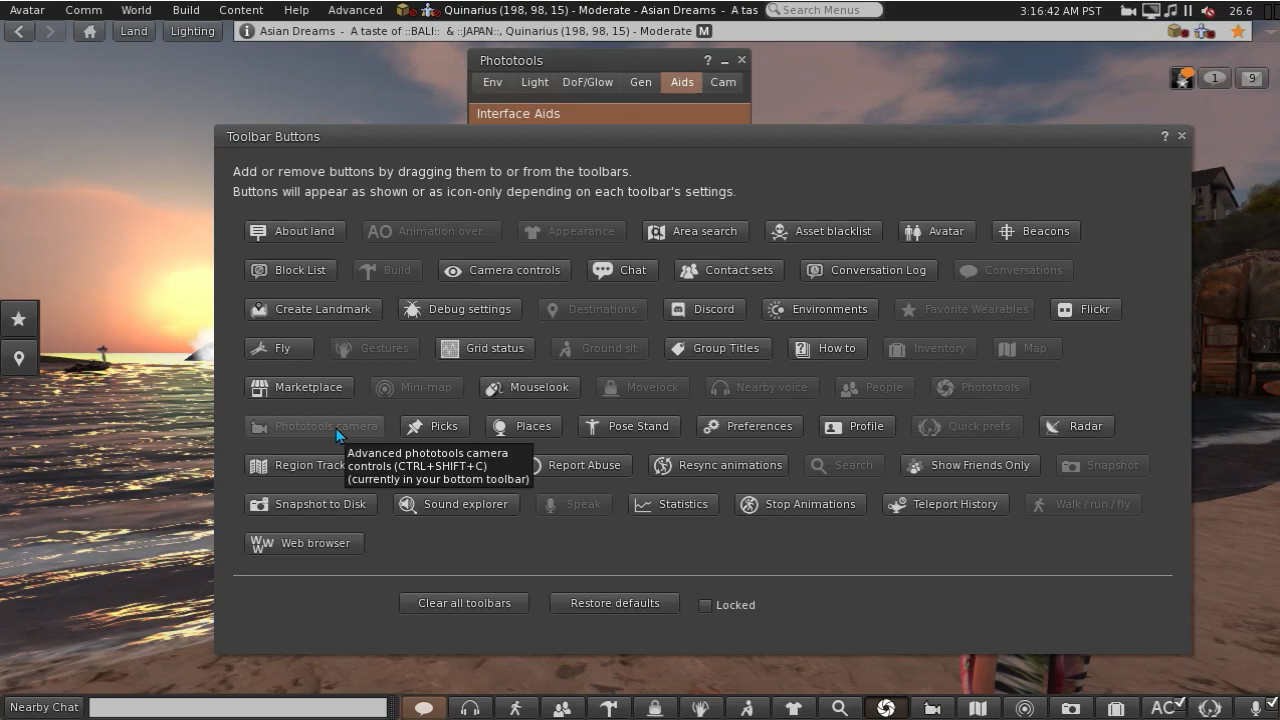 Avatar Comm World Build Content Help Advanced Quinarius (198, 98, 15) - Moderate - Asian Dreams - A tas Search Menus 3:16:42 AM PST 26.6
Land Lighting Asian Dreams - A taste of ::BALI:: & ::JAPAN::, Quinarius (198, 98, 15) - Moderate M
Phototools ?
Env Light DoF/Glow Gen Aids Cam
1 9
Interface Aids
Toolbar Buttons ?
Add or remove buttons by dragging them to or from the toolbars.
Buttons will appear as shown or as icon-only depending on each toolbar's settings.
About land AO Animation over... Appearance Area search Asset blacklist Avatar Beacons
Block List Build Camera controls Chat Contact sets Conversation Log Conversations
Create Landmark Debug settings Destinations Discord Environments Favorite Wearables Flickr
Fly Gestures Grid status Ground sit Group Titles How to Inventory Map
Marketplace Mini-map Mouselook Movelock Nearby voice People Phototools
Phototools camera Picks Places Pose Stand Preferences Profile Quick prefs Radar
Advanced phototools camera
controls (CTRL+SHIFT+C)
(currently in your bottom toolbar)
Region Track Report Abuse Resync animations Search Show Friends Only Snapshot
Snapshot to Disk Sound explorer Speak Statistics Stop Animations Teleport History Walk / run / fly
WWW Web browser
Clear all toolbars Restore defaults Locked
Nearby Chat AO